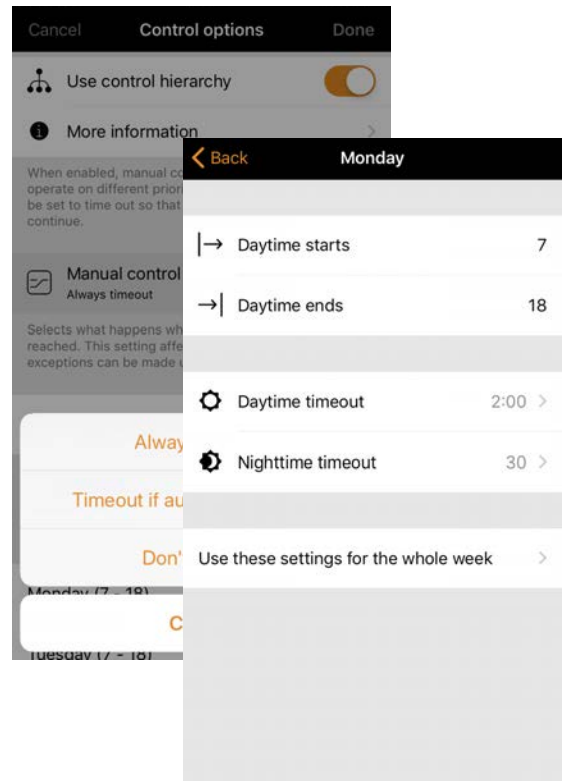 Cancel Control options Done
Use control hierarchy
More information
When enabled, manual co
operate on different priori
be set to time out so that
continue.
Manual control
Always timeout
Selects what happens wh
reached. This setting affe
exceptions can be made u
Alway
Timeout if au
Don'
Monday (7 - 18)
C
Tuesday (7 - 18)
Back Monday
Daytime starts 7
Daytime ends 18
Daytime timeout 2:00
Nighttime timeout 30
Use these settings for the whole week